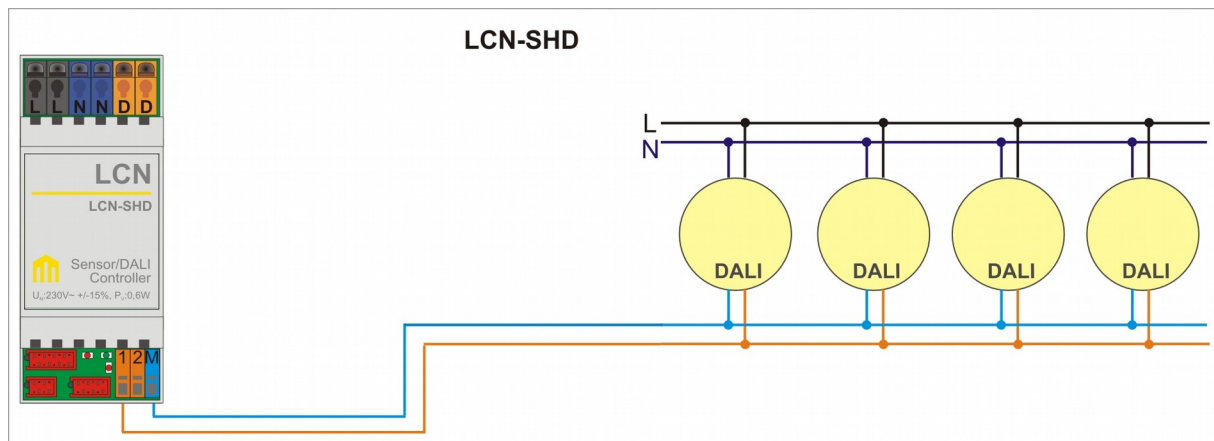 LCN-SHD
L L N N D D
LCN
LCN-SHD
Sensor/DALI
Controller
Uₙ:230V~ +/-15%, Pᵥ:0,6W
1 2 M
L
N
DALI DALI DALI DALI